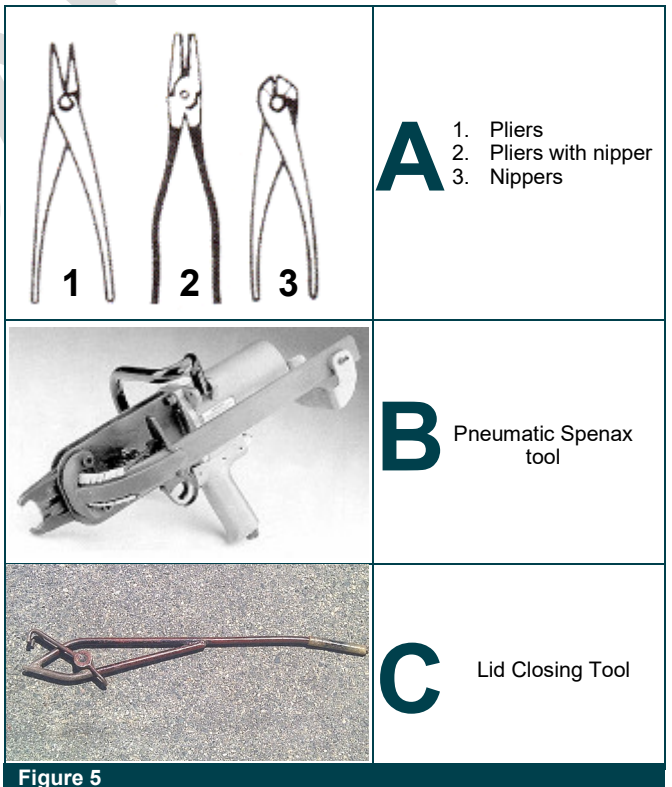 1 2 3
A
1. Pliers
2. Pliers with nipper
3. Nippers
B
Pneumatic Spenax
tool
C
Lid Closing Tool
Figure 5